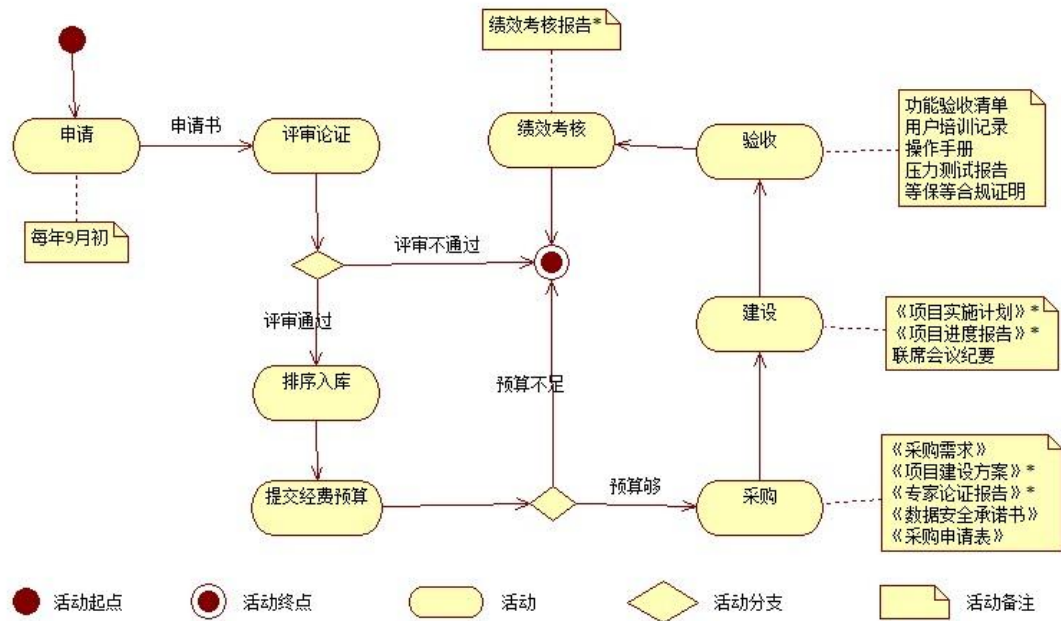 绩效考核报告*
申请
申请书
评审论证
绩效考核
验收
功能验收清单
用户培训记录
操作手册
压力测试报告
等保等合规证明
每年9月初
评审不通过
评审通过
建设
《项目实施计划》*
《项目进度报告》*
联席会议纪要
排序入库
预算不足
提交经费预算
预算够
采购
《采购需求》
《项目建设方案》*
《专家论证报告》*
《数据安全承诺书》
《采购申请表》
活动起点
活动终点
活动
活动分支
活动备注